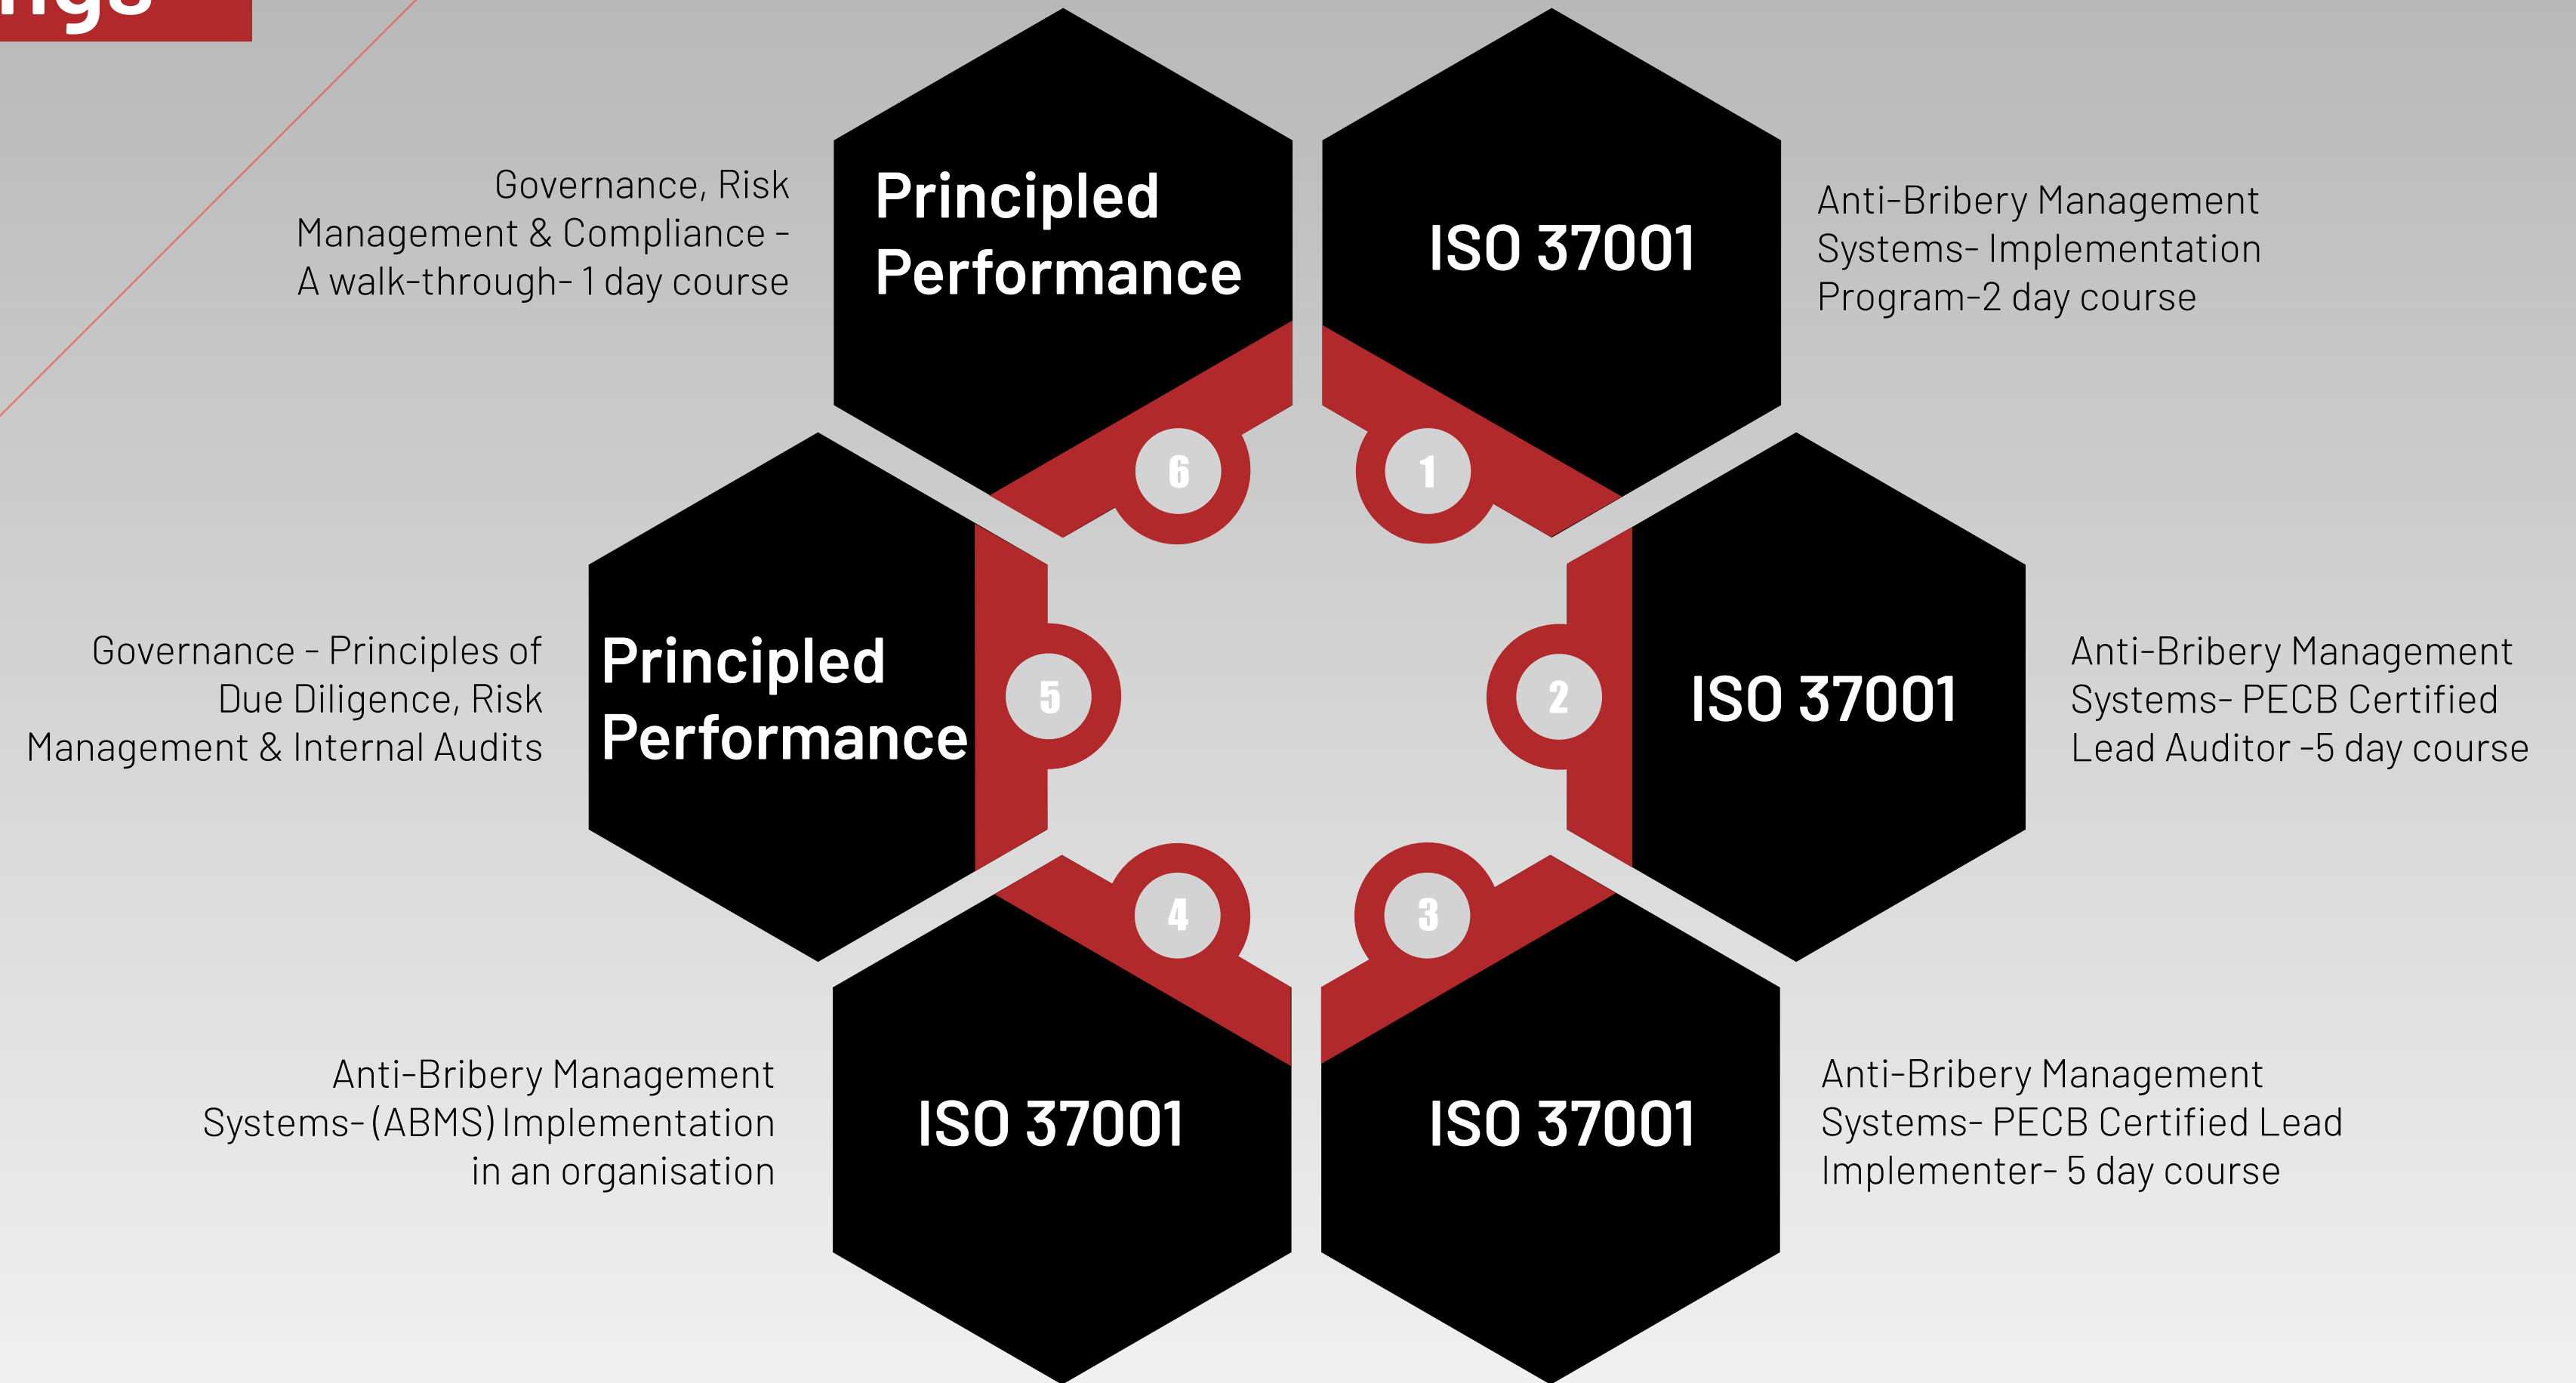 Principled
Performance
Governance, Risk
Management & Compliance -
A walk-through- 1 day course
6
ISO 37001
Anti-Bribery Management
Systems- Implementation
Program-2 day course
1
Principled
Performance
Governance - Principles of
Due Diligence, Risk
Management & Internal Audits
5
ISO 37001
Anti-Bribery Management
Systems- PECB Certified
Lead Auditor -5 day course
2
ISO 37001
Anti-Bribery Management
Systems- (ABMS) Implementation
in an organisation
4
ISO 37001
Anti-Bribery Management
Systems- PECB Certified Lead
Implementer- 5 day course
3